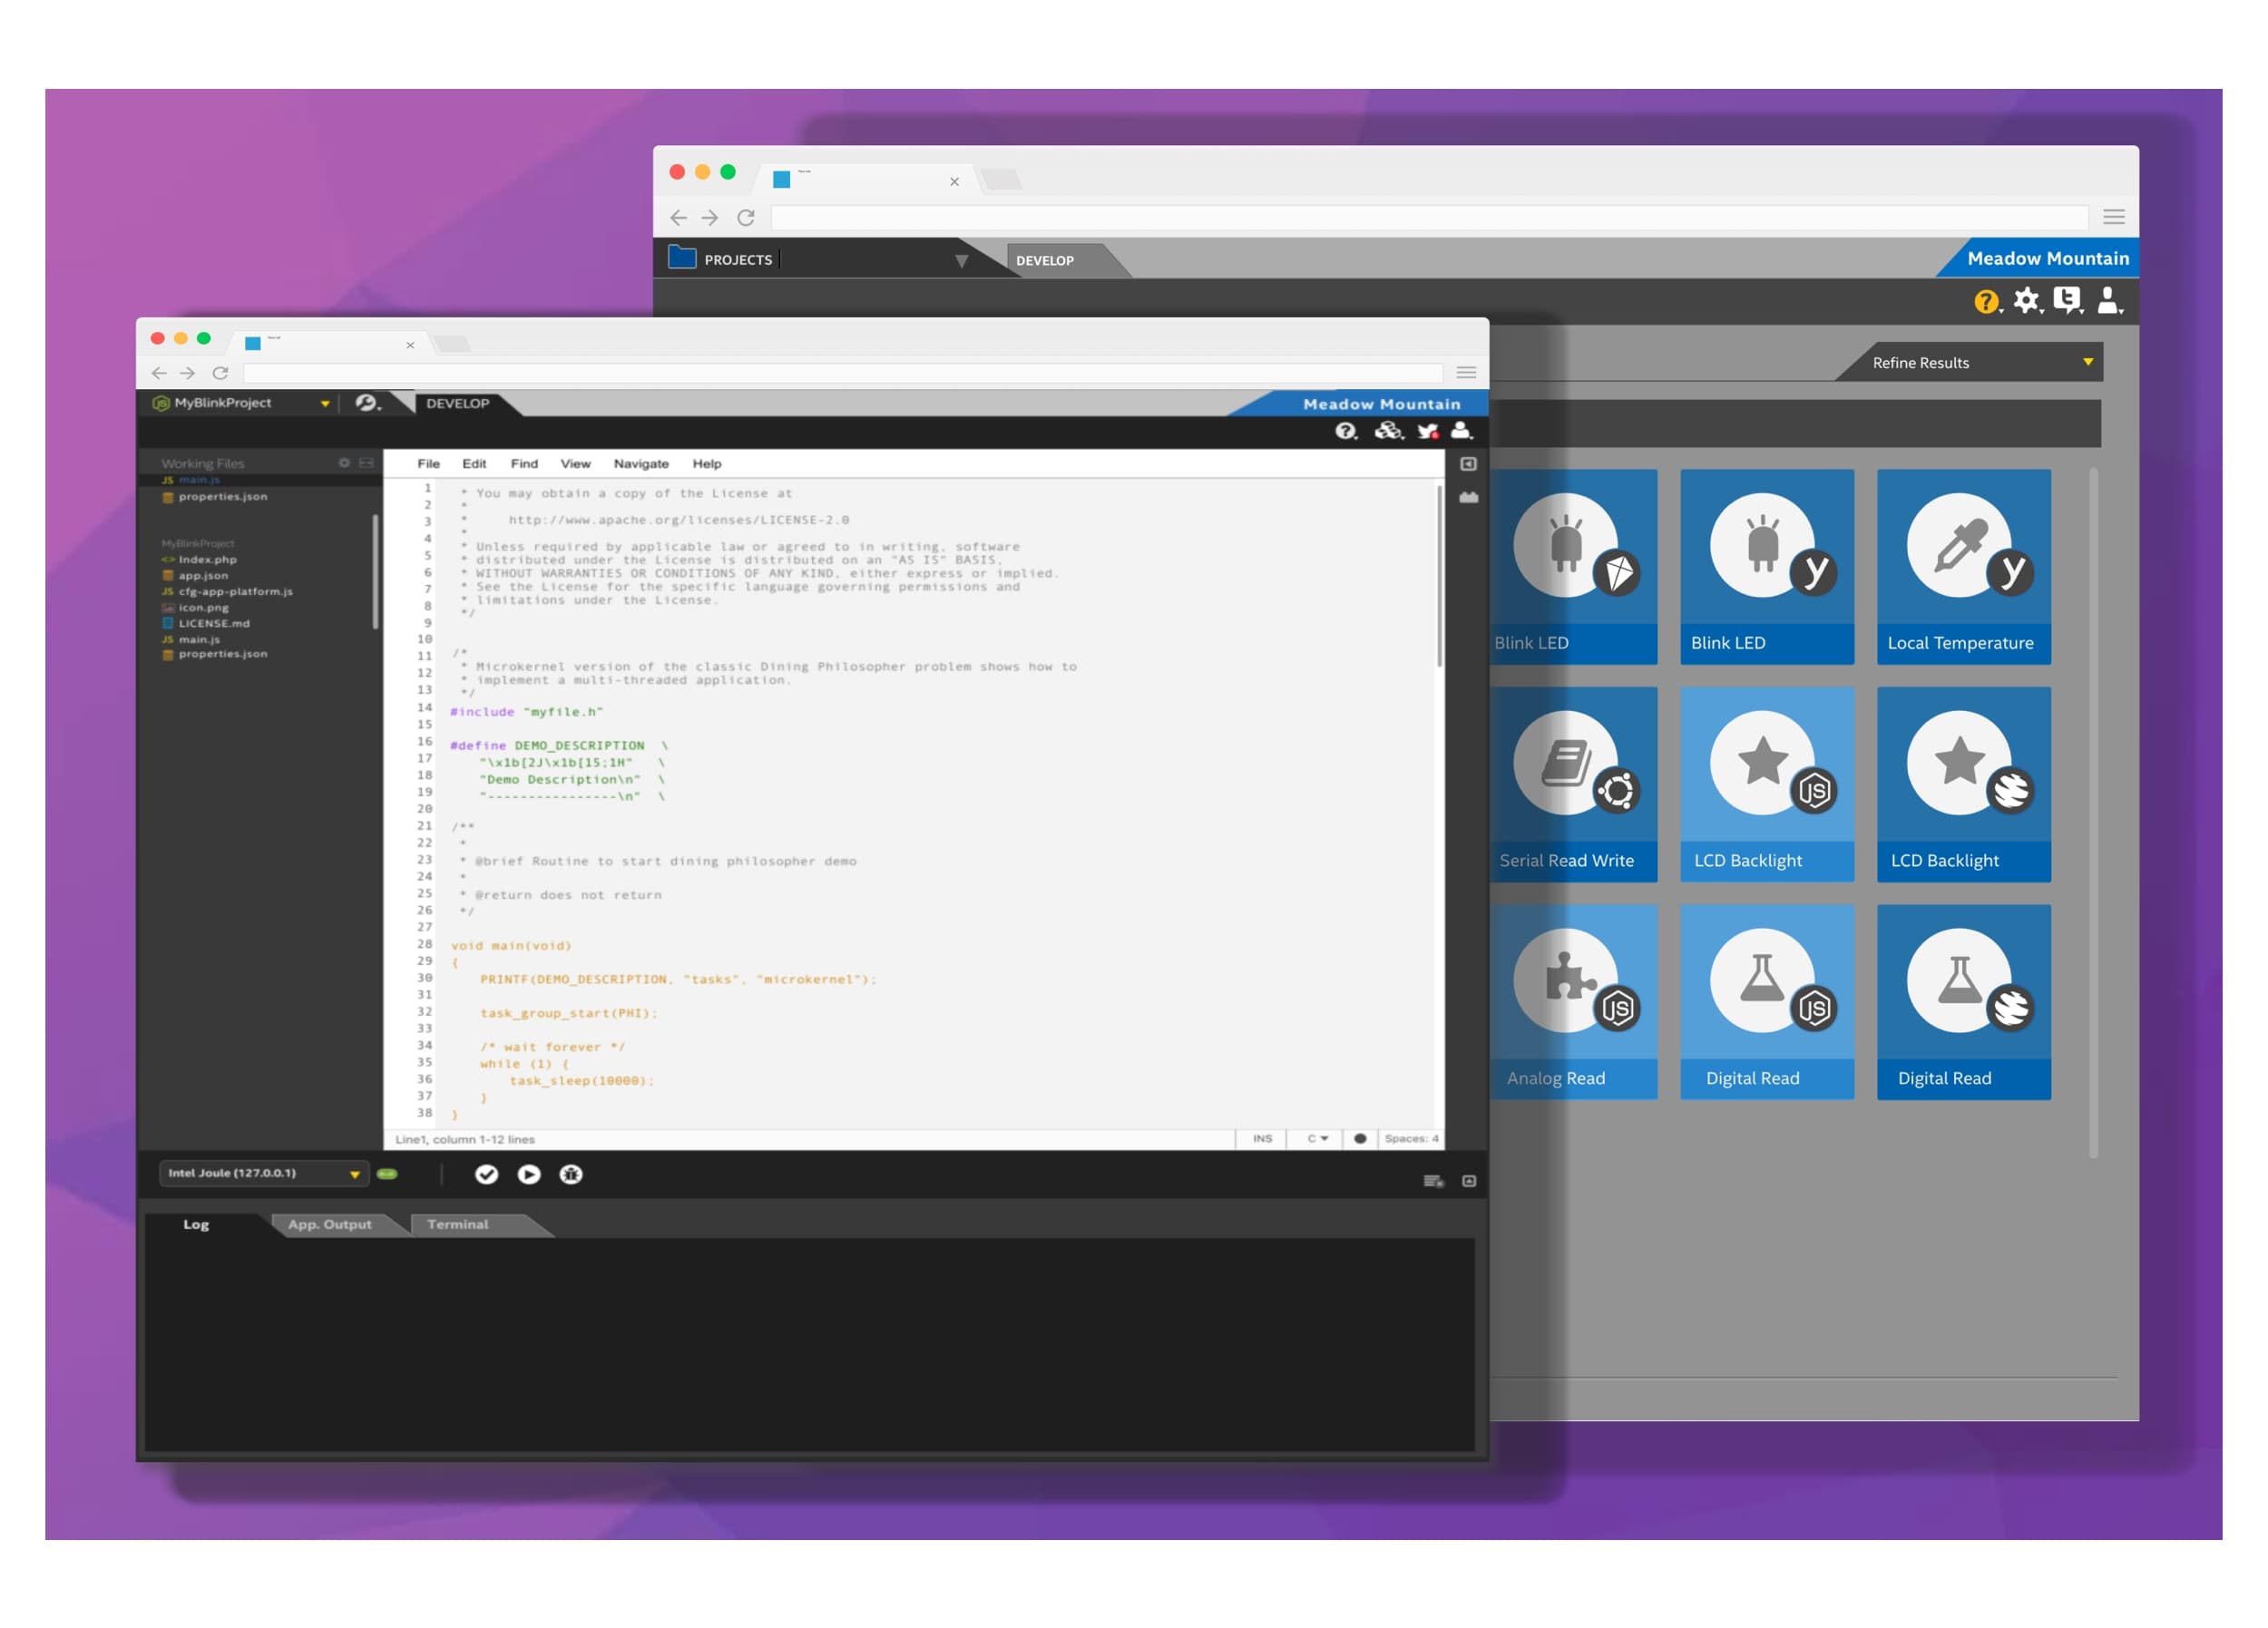 PROJECTS
DEVELOP
Meadow Mountain
?
Refine Results
Blink LED
Blink LED
Local Temperature
Serial Read Write
LCD Backlight
LCD Backlight
Analog Read
Digital Read
Digital Read
MyBlinkProject
DEVELOP
Meadow Mountain
?
Working Files
JS main.js
properties.json
MyBlinkProject
<> Index.php
app.json
JS cfg-app-platform.js
icon.png
LICENSE.md
JS main.js
properties.json
File Edit Find View Navigate Help
1
2
3
4
5
6
7
8
9
10
11
12
13
14
15
16
17
18
19
20
21
22
23
24
25
26
27
28
29
30
31
32
33
34
35
36
37
38
* You may obtain a copy of the License at
*
* http://www.apache.org/licenses/LICENSE-2.0
*
* Unless required by applicable law or agreed to in writing, software
* distributed under the License is distributed on an "AS IS" BASIS,
* WITHOUT WARRANTIES OR CONDITIONS OF ANY KIND, either express or implied.
* See the License for the specific language governing permissions and
* limitations under the License.
*/
/*
* Microkernel version of the classic Dining Philosopher problem shows how to
* implement a multi-threaded application.
*/
#include "myfile.h"
#define DEMO_DESCRIPTION \
"\x1b[2J\x1b[15;1H" \
"Demo Description\n" \
"----------------\n" \
/**
*
* @brief Routine to start dining philosopher demo
*
* @return does not return
*/
void main(void)
{
PRINTF(DEMO_DESCRIPTION, "tasks", "microkernel");
task_group_start(PHI);
/* wait forever */
while (1) {
task_sleep(10000);
}
}
Line1, column 1-12 lines
INS C Spaces: 4
Intel Joule (127.0.0.1)
Log App. Output Terminal